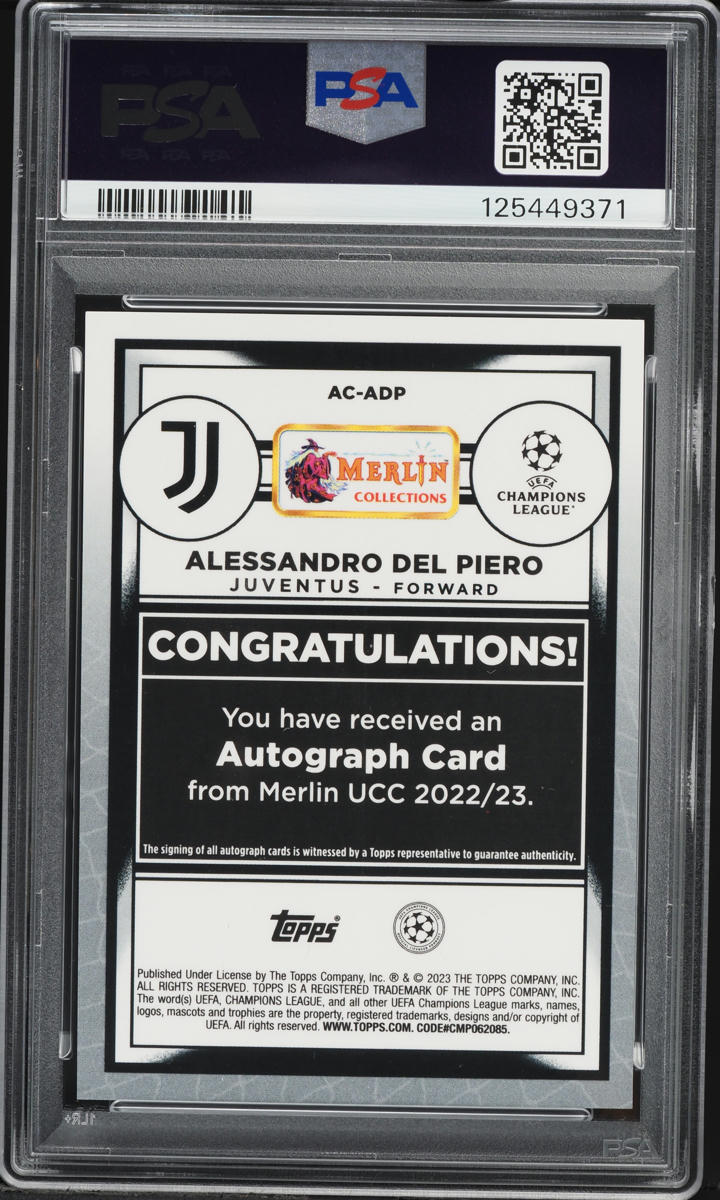 PSA
PSA
125449371
AC-ADP
MERLIN
COLLECTIONS
UEFA
CHAMPIONS
LEAGUE
ALESSANDRO DEL PIERO
JUVENTUS - FORWARD
CONGRATULATIONS!
You have received an
Autograph Card
from Merlin UCC 2022/23.
The signing of all autograph cards is witnessed by a Topps representative to guarantee authenticity.
topps®
Published Under License by The Topps Company, Inc. ® & © 2023 THE TOPPS COMPANY, INC.
ALL RIGHTS RESERVED. TOPPS IS A REGISTERED TRADEMARK OF THE TOPPS COMPANY, INC.
The word(s) UEFA, CHAMPIONS LEAGUE, and all other UEFA Champions League marks, names,
logos, mascots and trophies are the property, registered trademarks, designs and/or copyright of
UEFA. All rights reserved. WWW.TOPPS.COM. CODE#CMP062085.
PSA